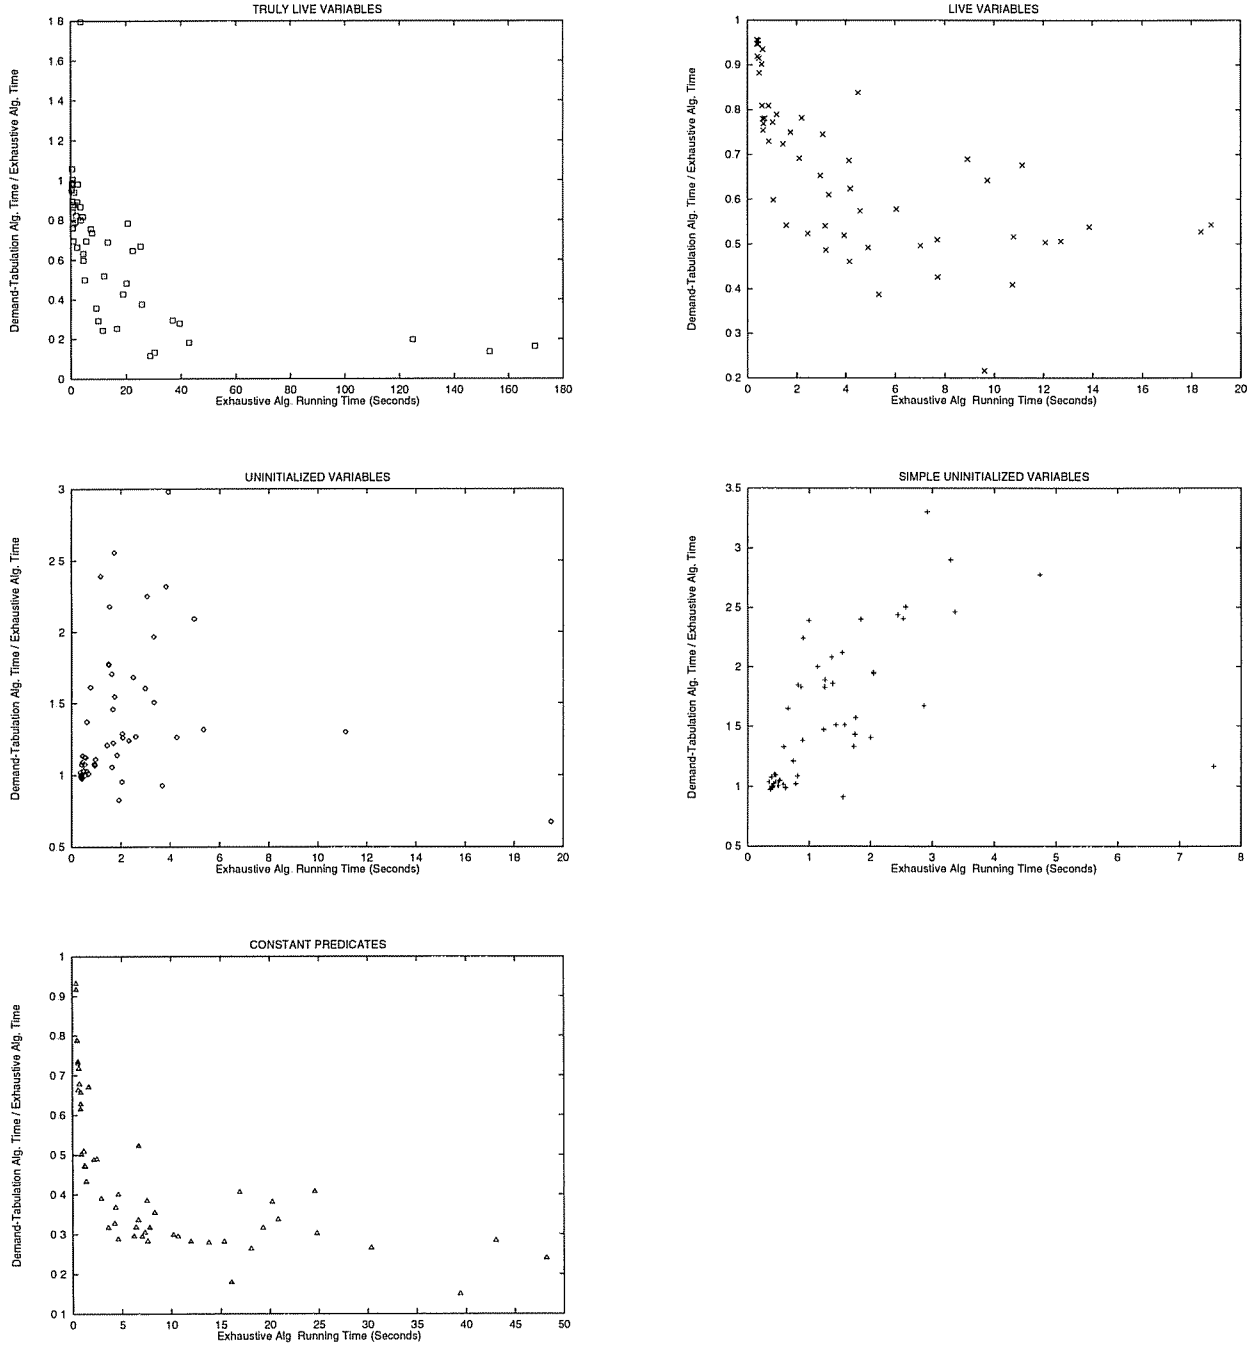 TRULY LIVE VARIABLES
Demand-Tabulation Alg. Time / Exhaustive Alg. Time
1 8
1.6
1.4
1 2
1
0.8
0.6
0.4
0 2
0
0 20 40 60 80 100 120 140 160 180
Exhaustive Alg. Running Time (Seconds)
LIVE VARIABLES
Demand-Tabulation Alg. Time / Exhaustive Alg. Time
1
0.9
0.8
0.7
0.6
0.5
0.4
0 3
0.2
0 2 4 6 8 10 12 14 16 18 20
Exhaustive Alg Running Time (Seconds)
UNINITIALIZED VARIABLES
Demand-Tabulation Alg. Time / Exhaustive Alg. Time
3
2.5
2
1.5
1
0.5
0 2 4 6 8 10 12 14 16 18 20
Exhaustive Alg. Running Time (Seconds)
SIMPLE UNINITIALIZED VARIABLES
Demand-Tabulation Alg. Time / Exhaustive Alg. Time
3.5
3
2.5
2
1 5
1
0 5
0 1 2 3 4 5 6 7 8
Exhaustive Alg. Running Time (Seconds)
CONSTANT PREDICATES
Demand-Tabulation Alg. Time / Exhaustive Alg. Time
1
0 9
0.8
0.7
0 6
0.5
0 4
0.3
0 2
0 1
0 5 10 15 20 25 30 35 40 45 50
Exhaustive Alg Running Time (Seconds)